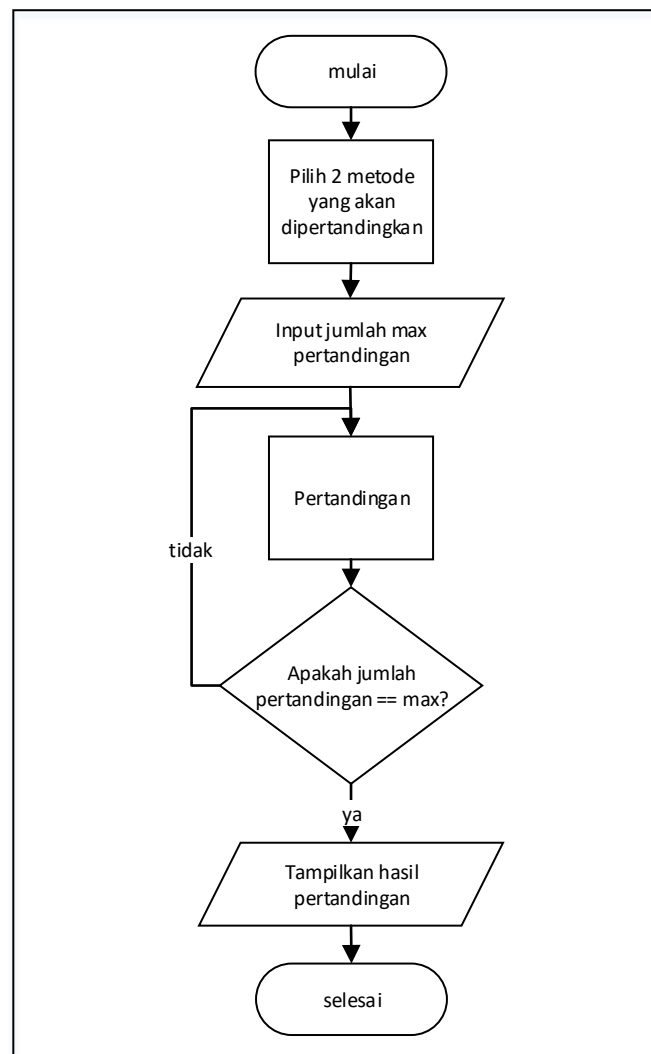 mulai
Pilih 2 metode
yang akan
dipertandingkan
Input jumlah max
pertandingan
Pertandingan
tidak
Apakah jumlah
pertandingan == max?
ya
Tampilkan hasil
pertandingan
selesai